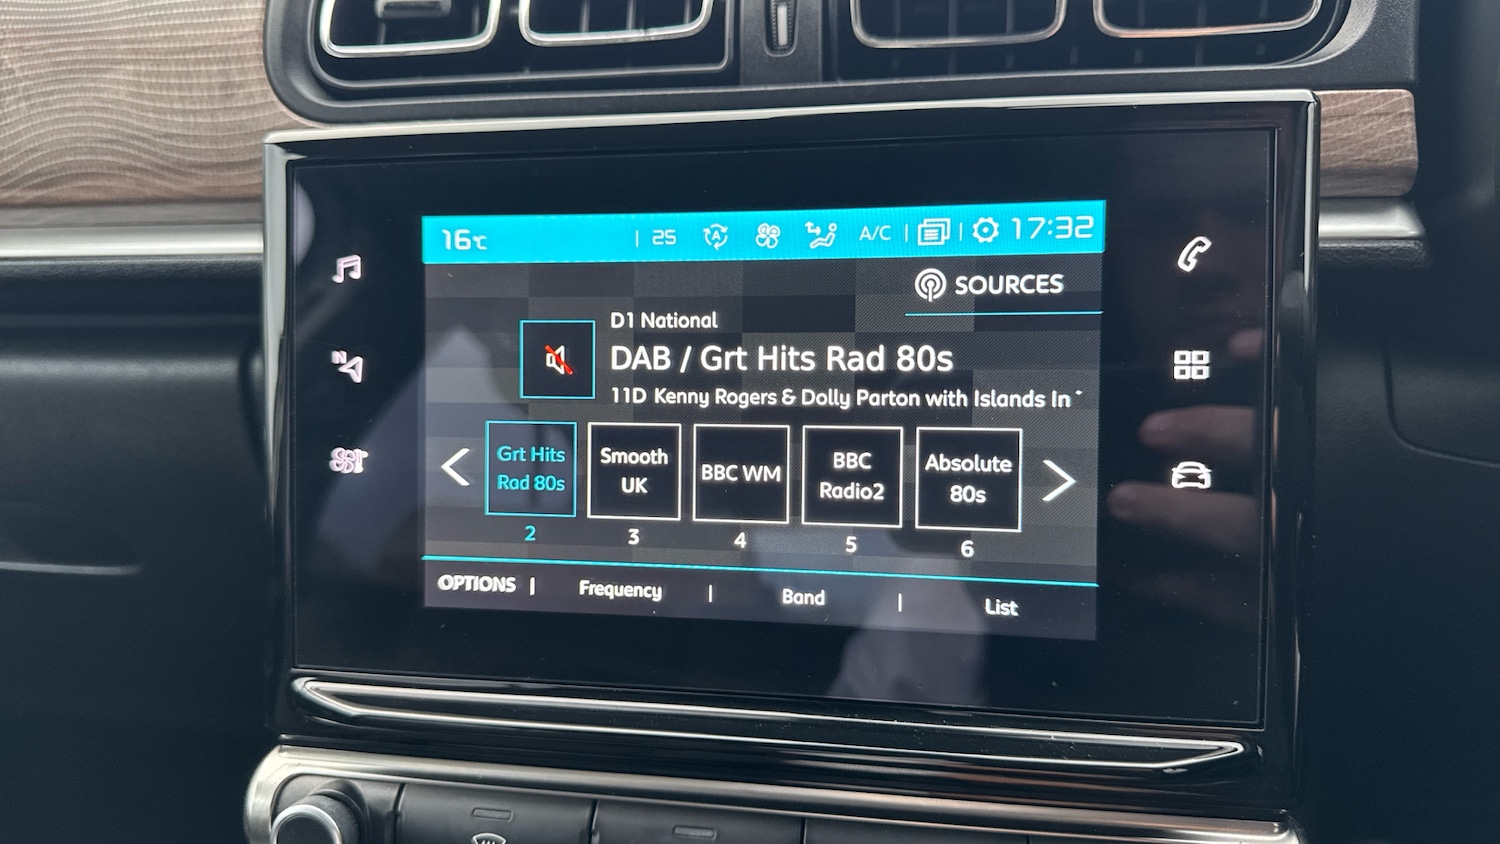 16°C | 25 A A/C | | 17:32
SOURCES
D1 National
DAB / Grt Hits Rad 80s
11D Kenny Rogers & Dolly Parton with Islands In
N
Grt Hits
Rad 80s
Smooth
UK
BBC WM
BBC
Radio2
Absolute
80s
2 3 4 5 6
OPTIONS | Frequency | Band | List